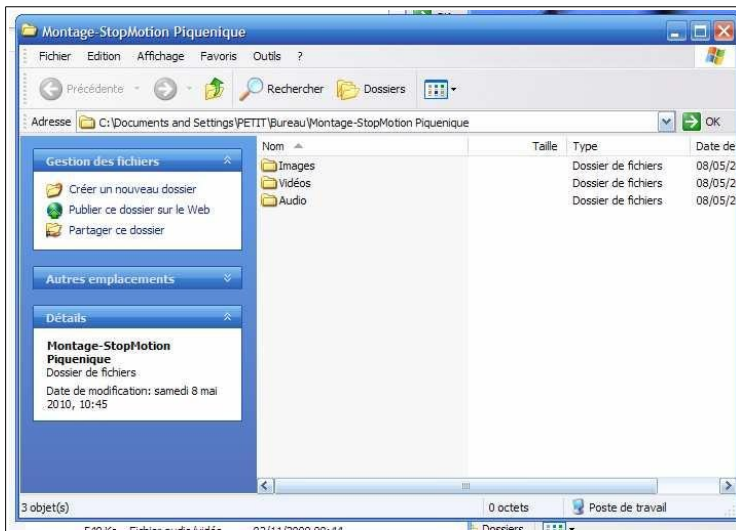 Montage-StopMotion Piquenique
Fichier Edition Affichage Favoris Outils ?
Précédente Rechercher Dossiers
Adresse C:\Documents and Settings\PETIT\Bureau\Montage-StopMotion Piquenique OK
Gestion des fichiers
Créer un nouveau dossier
Publier ce dossier sur le Web
Partager ce dossier
Autres emplacements
Détails
Montage-StopMotion
Piquenique
Dossier de fichiers
Date de modification: samedi 8 mai
2010, 10:45
Nom Taille Type Date de
Images Dossier de fichiers 08/05/2
Vidéos Dossier de fichiers 08/05/2
Audio Dossier de fichiers 08/05/2
3 objet(s) 0 octets Poste de travail
Dossiers